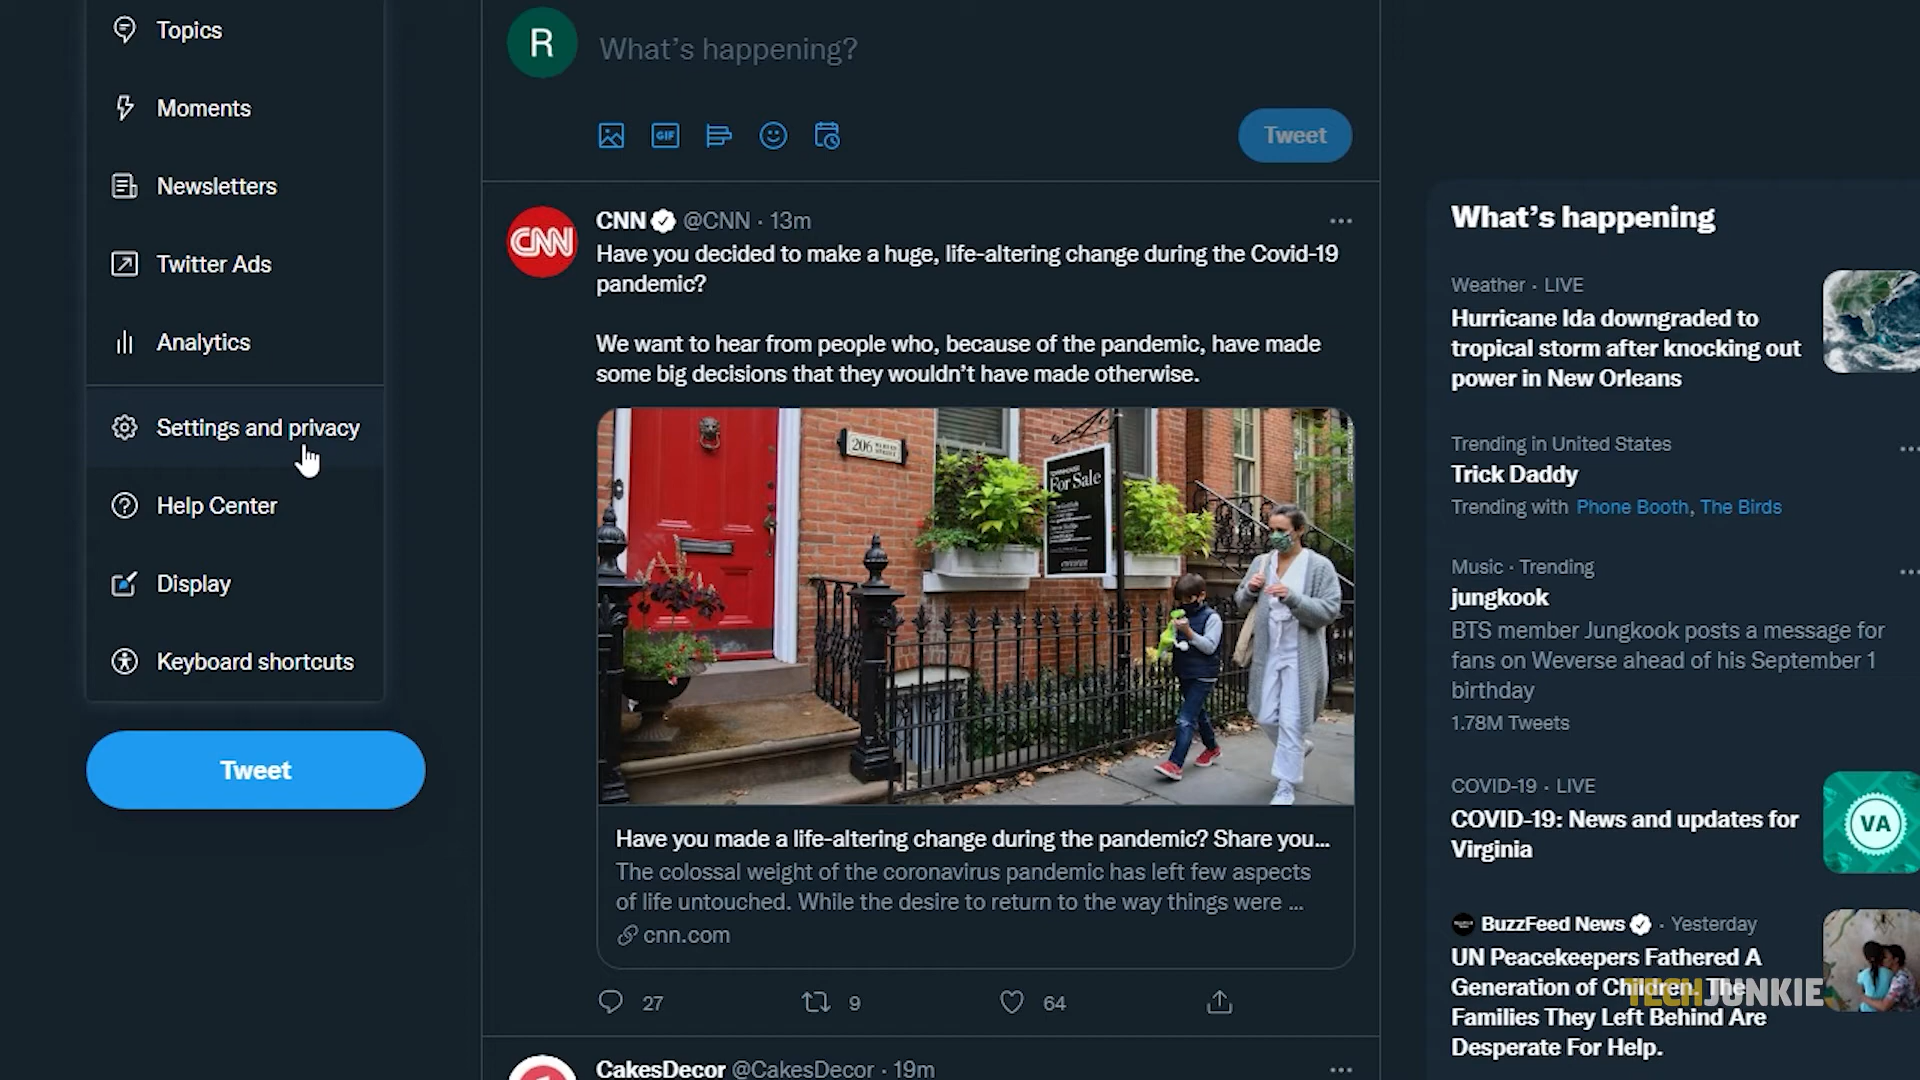 Topics
Moments
Newsletters
Twitter Ads
Analytics
Settings and privacy
Help Center
Display
Keyboard shortcuts
Tweet
R
What's happening?
GIF
Tweet
CNN @CNN · 13m
CNN
Have you decided to make a huge, life-altering change during the Covid-19
pandemic?
We want to hear from people who, because of the pandemic, have made
some big decisions that they wouldn't have made otherwise.
206
For Sale
Have you made a life-altering change during the pandemic? Share you...
The colossal weight of the coronavirus pandemic has left few aspects
of life untouched. While the desire to return to the way things were ...
cnn.com
27
9
64
CakesDecor @CakesDecor · 19m
What's happening
Weather · LIVE
Hurricane Ida downgraded to
tropical storm after knocking out
power in New Orleans
Trending in United States
Trick Daddy
Trending with Phone Booth, The Birds
Music · Trending
jungkook
BTS member Jungkook posts a message for
fans on Weverse ahead of his September 1
birthday
1.78M Tweets
COVID-19 · LIVE
COVID-19: News and updates for
Virginia
VA
BuzzFeed News · Yesterday
UN Peacekeepers Fathered A
Generation of Children. The
Families They Left Behind Are
Desperate For Help.
TECHJUNKIE